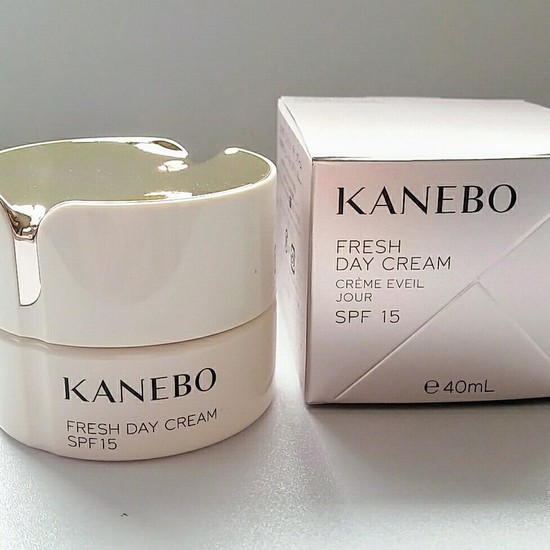 KANEBO
FRESH DAY CREAM
SPF15
KANEBO
FRESH
DAY CREAM
CRÈME EVEIL
JOUR
SPF 15
℮40mL